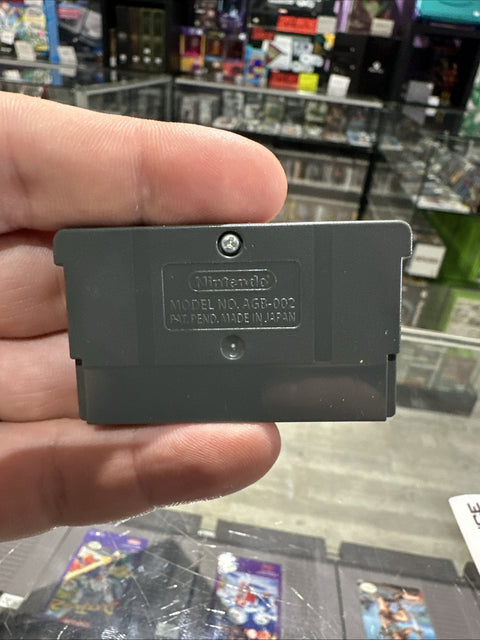 Nintendo
MODEL NO. AGB-002
PAT. PEND. MADE IN JAPAN